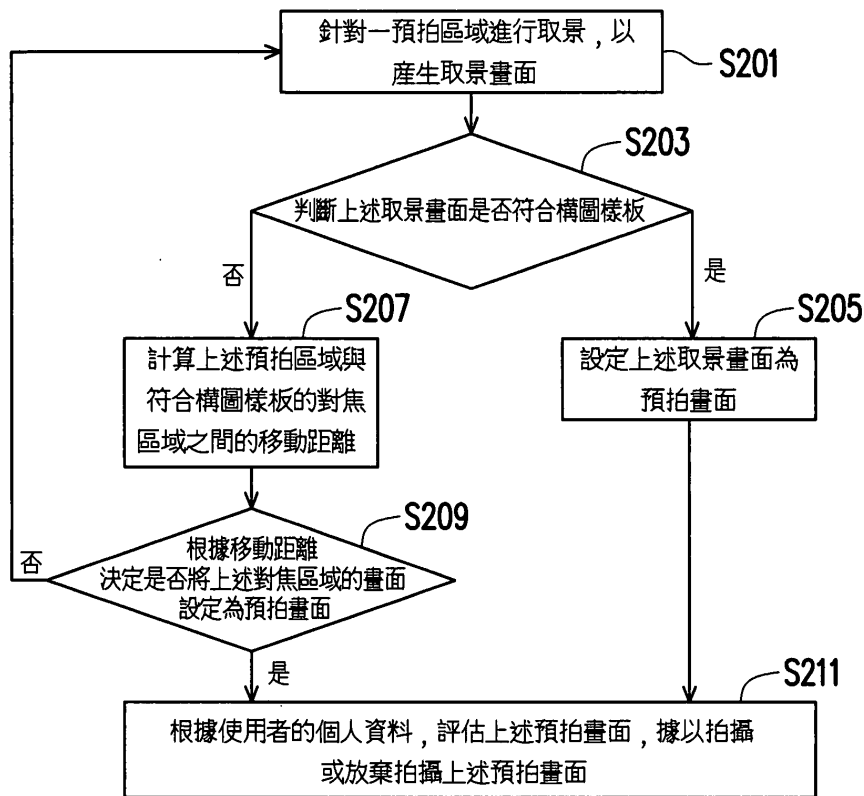 針對一預拍區域進行取景，以
產生取景畫面
S201
S203
判斷上述取景畫面是否符合構圖樣板
否
是
S207
S205
計算上述預拍區域與
符合構圖樣板的對焦
區域之間的移動距離
設定上述取景畫面為
預拍畫面
S209
根據移動距離
決定是否將上述對焦區域的畫面
設定為預拍畫面
否
是
S211
根據使用者的個人資料，評估上述預拍畫面，據以拍攝
或放棄拍攝上述預拍畫面